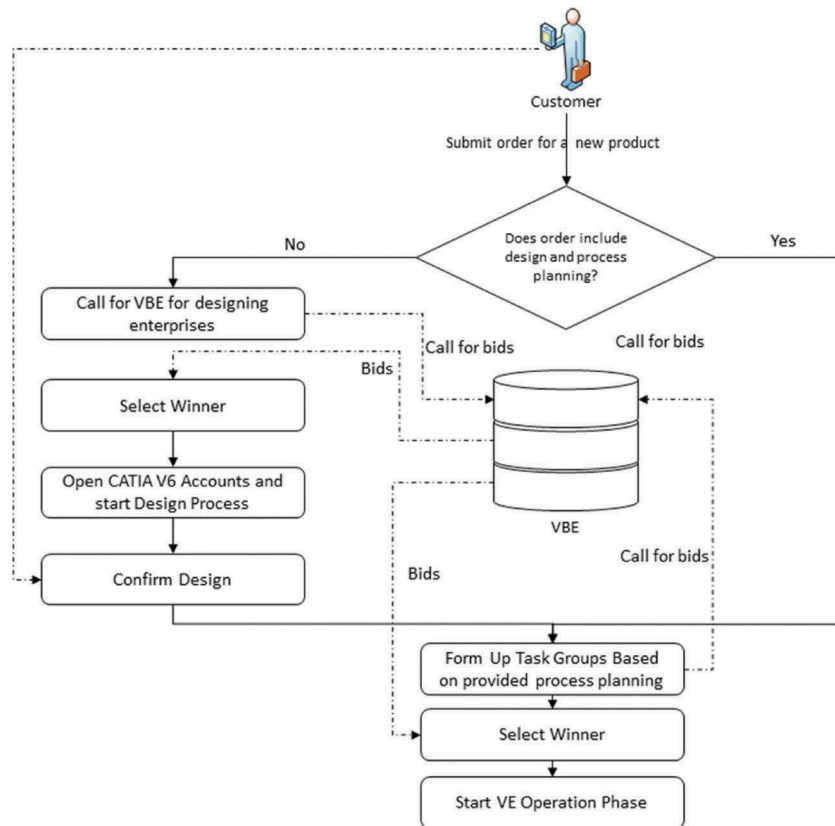 Customer
Submit order for a new product
Does order include
design and process
planning?
No
Yes
Call for VBE for designing
enterprises
Call for bids
Call for bids
Bids
Select Winner
Open CATIA V6 Accounts and
start Design Process
VBE
Call for bids
Bids
Confirm Design
Form Up Task Groups Based
on provided process planning
Select Winner
Start VE Operation Phase